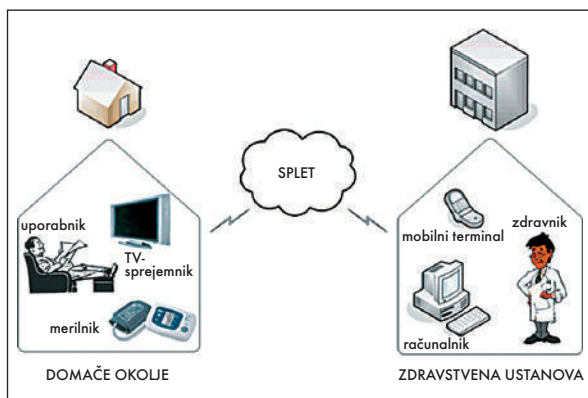 SPLET
uporabnik
TV-
sprejemnik
merilnik
DOMAČE OKOLJE
mobilni terminal
zdravnik
računalnik
ZDRAVSTVENA USTANOVA